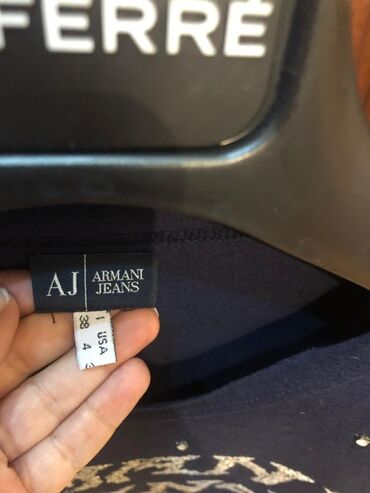 FERRÉ
AJ ARMANI
JEANS
I USA
38 4